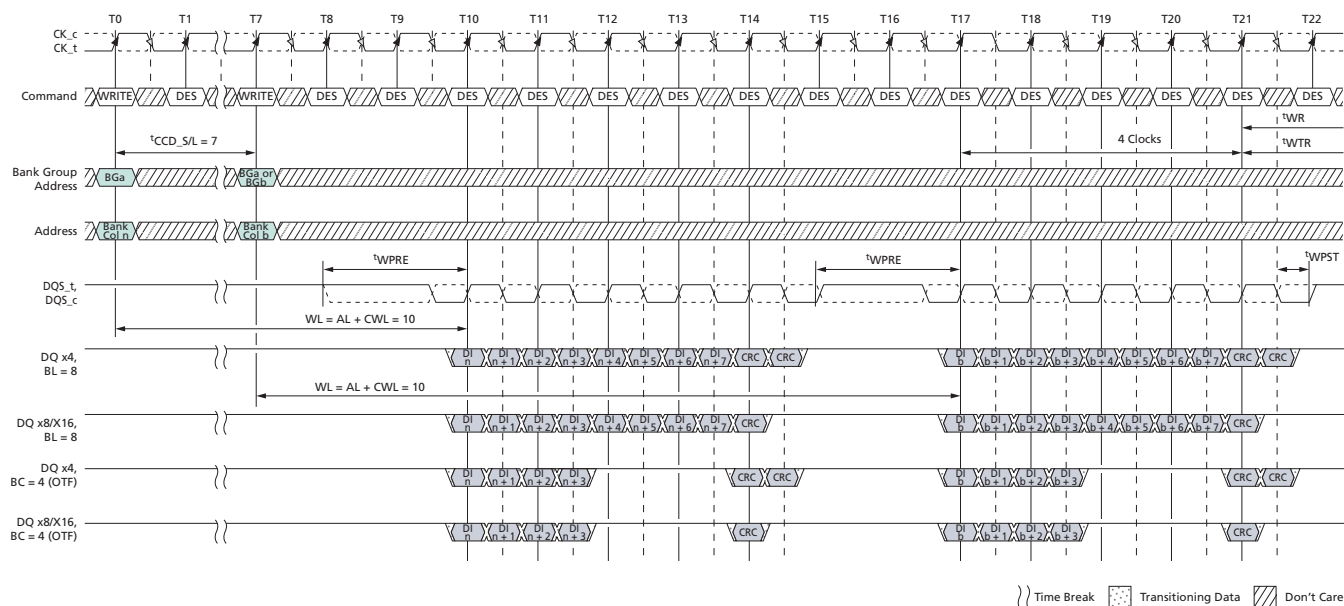 T0 T1 T7 T8 T9 T10 T11 T12 T13 T14 T15 T16 T17 T18 T19 T20 T21 T22
CK_c
CK_t
Command WRITE DES WRITE DES DES DES DES DES DES DES DES DES DES DES DES DES DES DES
tWR
tCCD_S/L = 7 4 Clocks tWTR
Bank Group
Address
BGa
BGa or
BGb
Address
Bank
Col n
Bank
Col b
tWPRE tWPRE tWPST
DQS_t,
DQS_c
WL = AL + CWL = 10
DQ x4,
BL = 8
DI DI DI DI DI DI DI DI DI DI DI DI DI DI DI DI
n n + 1 n + 2 n + 3 n + 4 n + 5 n + 6 n + 7 CRC CRC b b + 1 b + 2 b + 3 b + 4 b + 5 b + 6 b + 7 CRC CRC
WL = AL + CWL = 10
DQ x8/X16,
BL = 8
DI DI DI DI DI DI DI DI DI DI DI DI DI DI DI DI
n n + 1 n + 2 n + 3 n + 4 n + 5 n + 6 n + 7 CRC b b + 1 b + 2 b + 3 b + 4 b + 5 b + 6 b + 7 CRC
DQ x4,
BC = 4 (OTF)
DI DI DI DI DI DI DI DI
n n + 1 n + 2 n + 3 CRC CRC b b + 1 b + 2 b + 3 CRC CRC
DQ x8/X16,
BC = 4 (OTF)
DI DI DI DI DI DI DI DI
n n + 1 n + 2 n + 3 CRC b b + 1 b + 2 b + 3 CRC
Time Break Transitioning Data Don't Care